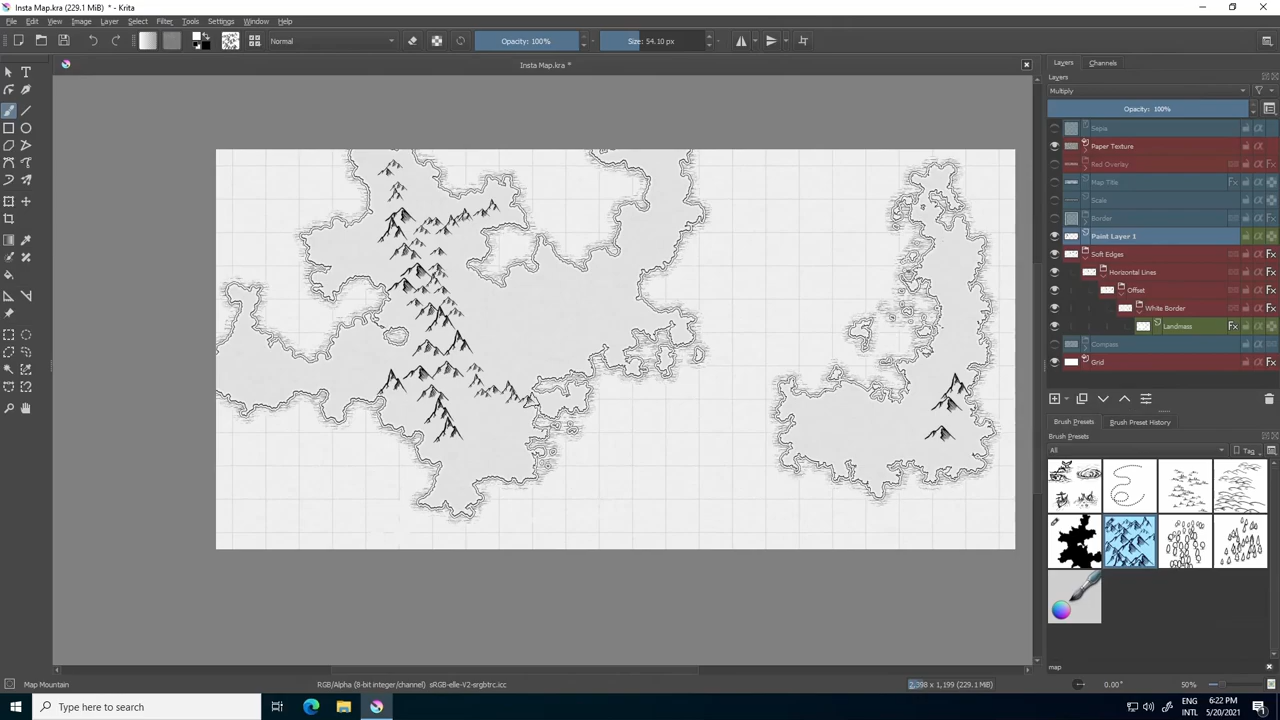 Insta Map.kra (229.1 MiB) * - Krita
File Edit View Image Layer Select Filter Tools Settings Window Help
Normal
Opacity: 100%
Size: 54.10 px
Insta Map.kra *
Layers Channels
Layers
Multiply
Opacity: 100%
Sepia
Paper Texture
Red Overlay
Map Title
Scale
Border
Paint Layer 1
Soft Edges
Horizontal Lines
Offset
White Border
Landmass
Compass
Grid
Brush Presets Brush Preset History
Brush Presets
All
Tag
map
Map Mountain
RGB/Alpha (8-bit integer/channel) sRGB-elle-V2-srgbtrc.icc
2,398 x 1,199 (229.1 MiB)
0.00°
50%
Type here to search
ENG
INTL
6:22 PM
5/20/2021